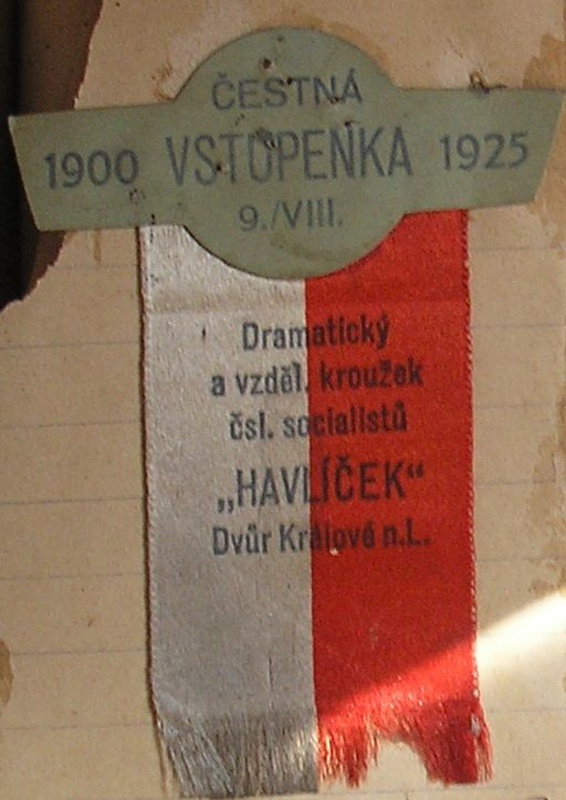 ČESTNÁ
1900 VSTUPENKA 1925
9./VIII.
Dramatický
a vzděl. kroužek
čsl. socialistů
„HAVLÍČEK“
Dvůr Králové n.L.